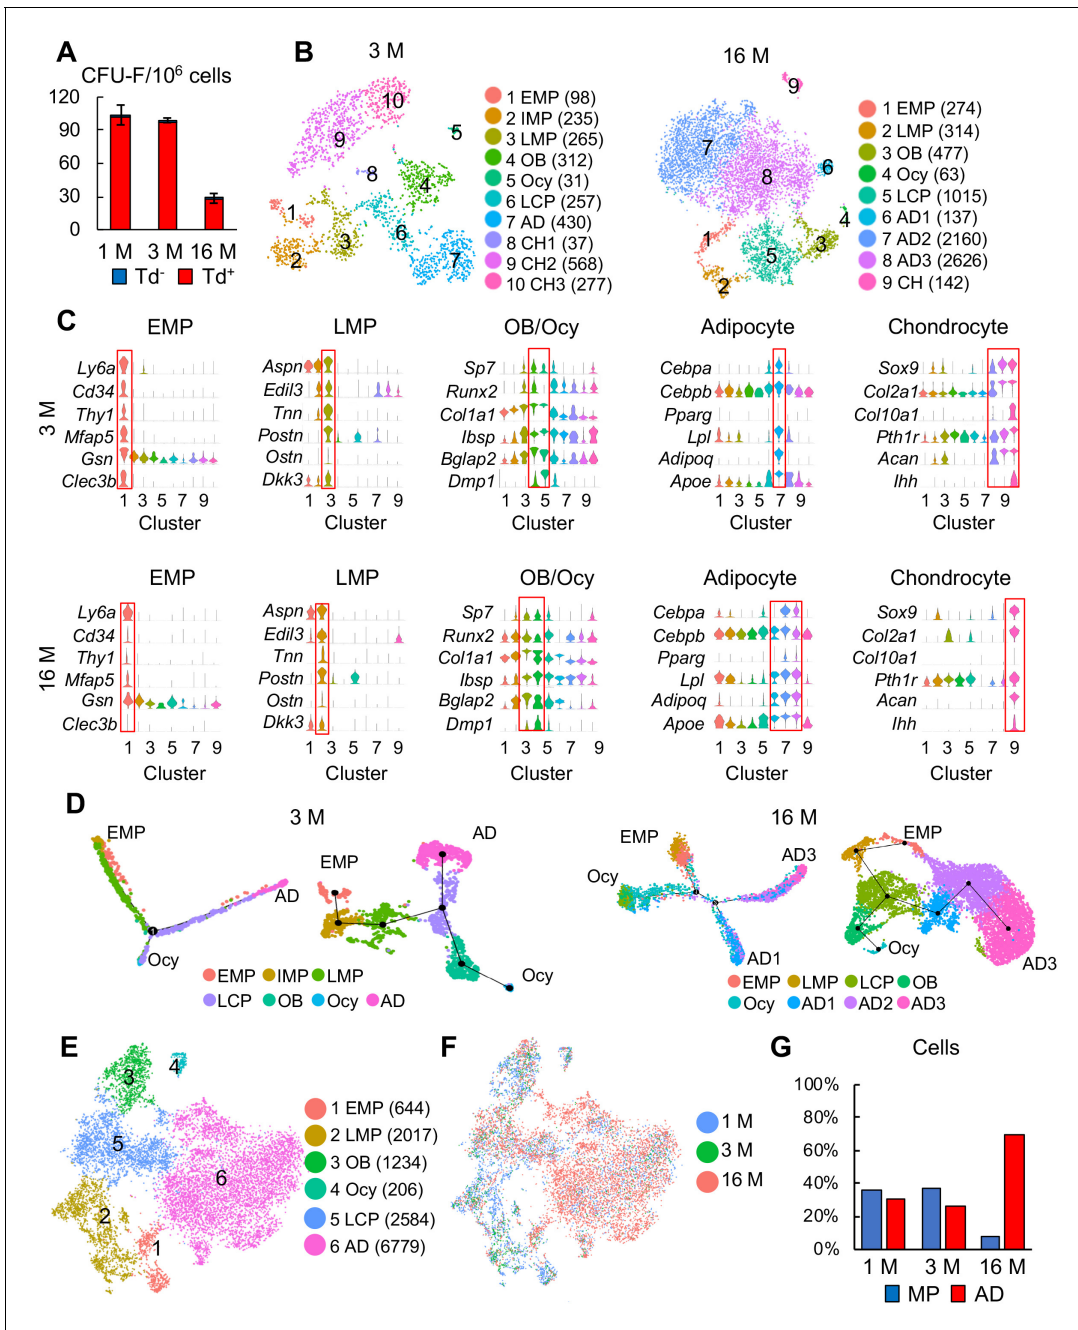 A
CFU-F/10⁶ cells
120
90
60
30
0
1 M 3 M 16 M
Td⁻ Td⁺
B
3 M
10
9
5
8
4
1
6
3
2
7
1 EMP (98)
2 IMP (235)
3 LMP (265)
4 OB (312)
5 Ocy (31)
6 LCP (257)
7 AD (430)
8 CH1 (37)
9 CH2 (568)
10 CH3 (277)
16 M
9
7
6
8
4
1
3
5
2
1 EMP (274)
2 LMP (314)
3 OB (477)
4 Ocy (63)
5 LCP (1015)
6 AD1 (137)
7 AD2 (2160)
8 AD3 (2626)
9 CH (142)
C
3 M
EMP
Ly6a
Cd34
Thy1
Mfap5
Gsn
Clec3b
1 3 5 7 9
Cluster
LMP
Aspn
Edil3
Tnn
Postn
Ostn
Dkk3
1 3 5 7 9
Cluster
OB/Ocy
Sp7
Runx2
Col1a1
Ibsp
Bglap2
Dmp1
1 3 5 7 9
Cluster
Adipocyte
Cebpa
Cebpb
Pparg
Lpl
Adipoq
Apoe
1 3 5 7 9
Cluster
Chondrocyte
Sox9
Col2a1
Col10a1
Pth1r
Acan
Ihh
1 3 5 7 9
Cluster
16 M
EMP
Ly6a
Cd34
Thy1
Mfap5
Gsn
Clec3b
1 3 5 7 9
Cluster
LMP
Aspn
Edil3
Tnn
Postn
Ostn
Dkk3
1 3 5 7 9
Cluster
OB/Ocy
Sp7
Runx2
Col1a1
Ibsp
Bglap2
Dmp1
1 3 5 7 9
Cluster
Adipocyte
Cebpa
Cebpb
Pparg
Lpl
Adipoq
Apoe
1 3 5 7 9
Cluster
Chondrocyte
Sox9
Col2a1
Col10a1
Pth1r
Acan
Ihh
1 3 5 7 9
Cluster
D
3 M
EMP
AD
1
Ocy
EMP
AD
Ocy
EMP IMP LMP
LCP OB Ocy AD
16 M
EMP
Ocy
AD3
AD1
EMP
Ocy
AD3
EMP LMP LCP OB
Ocy AD1 AD2 AD3
E
3
4
5
6
2
1
1 EMP (644)
2 LMP (2017)
3 OB (1234)
4 Ocy (206)
5 LCP (2584)
6 AD (6779)
F
1 M
3 M
16 M
G
Cells
100%
80%
60%
40%
20%
0%
1 M 3 M 16 M
MP AD